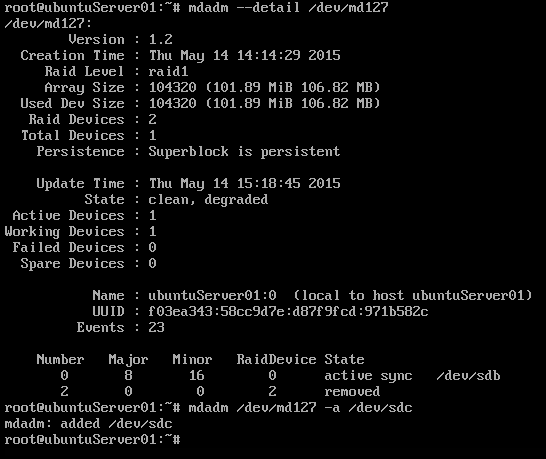 root@ubuntuServer01:~# mdadm --detail /dev/md127
/dev/md127:
        Version : 1.2
  Creation Time : Thu May 14 14:14:29 2015
     Raid Level : raid1
     Array Size : 104320 (101.89 MiB 106.82 MB)
  Used Dev Size : 104320 (101.89 MiB 106.82 MB)
   Raid Devices : 2
  Total Devices : 1
    Persistence : Superblock is persistent

    Update Time : Thu May 14 15:18:45 2015
          State : clean, degraded
 Active Devices : 1
Working Devices : 1
 Failed Devices : 0
  Spare Devices : 0

           Name : ubuntuServer01:0  (local to host ubuntuServer01)
           UUID : f03ea343:58cc9d7e:d87f9fcd:971b582c
         Events : 23

    Number   Major   Minor   RaidDevice State
       0       8       16        0      active sync   /dev/sdb
       2       0        0        2      removed
root@ubuntuServer01:~# mdadm /dev/md127 -a /dev/sdc
mdadm: added /dev/sdc
root@ubuntuServer01:~#